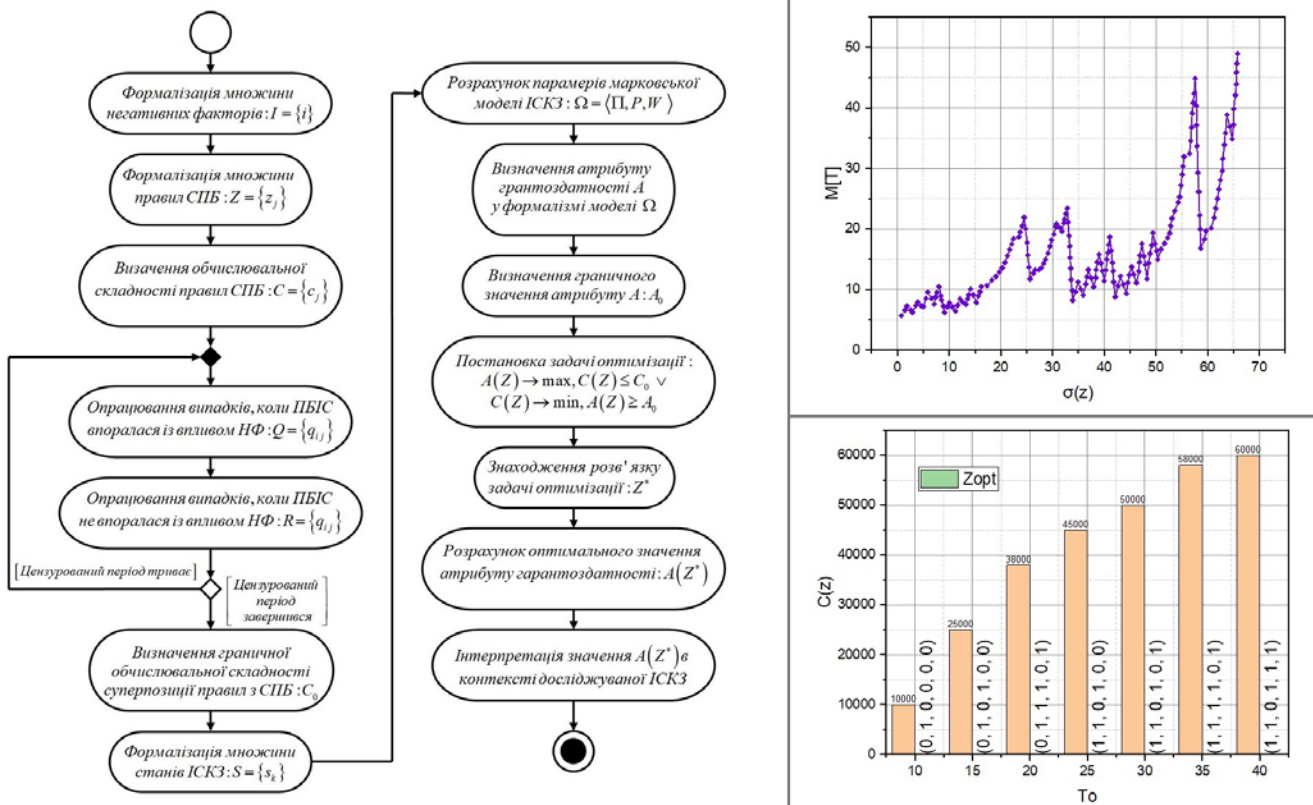 Формалізація множини
негативних факторів : I = {i}
Формалізація множини
правил СПБ : Z = {z_j}
Визачення обчислювальної
складності правил СПБ : C = {c_j}
Опрацювання випадків, коли ПБІС
впоралася із впливом НФ : Q = {q_ij}
Опрацювання випадків, коли ПБІС
не впоралася із впливом НФ : R = {q_ij}
[Цензурований період триває]
[Цензурований
період
завершився]
Визначення граничної
обчислювальної складності
суперпозиції правил з СПБ : C_0
Формалізація множини
станів ІСКЗ : S = {s_k}
Розрахунок парамерів марковської
моделі ІСКЗ : Ω = ⟨Π, P, W⟩
Визначення атрибуту
грантоздатності A
у формалізмі моделі Ω
Визначення граничного
значення атрибуту A : A_0
Постановка задачі оптимізації :
A(Z) → max, C(Z) ≤ C_0 ∨
C(Z) → min, A(Z) ≥ A_0
Знаходження розв' язку
задачі оптимізації : Z*
Розрахунок оптимального значення
атрибуту гарантоздатності : A(Z*)
Інтерпретація значення A(Z*) в
контексті досліджуваної ІСКЗ
M[T]
50
40
30
20
10
0
0 10 20 30 40 50 60 70
σ(z)
C(z)
60000
50000
40000
30000
20000
10000
0
Zopt
10000
25000
38000
45000
50000
58000
60000
(0, 1, 0, 0, 0, 0)
(0, 1, 0, 1, 0, 0)
(0, 1, 1, 1, 0, 1)
(1, 1, 0, 1, 0, 0)
(1, 1, 0, 1, 0, 1)
(1, 1, 1, 1, 0, 1)
(1, 1, 0, 1, 1, 1)
10 15 20 25 30 35 40
To